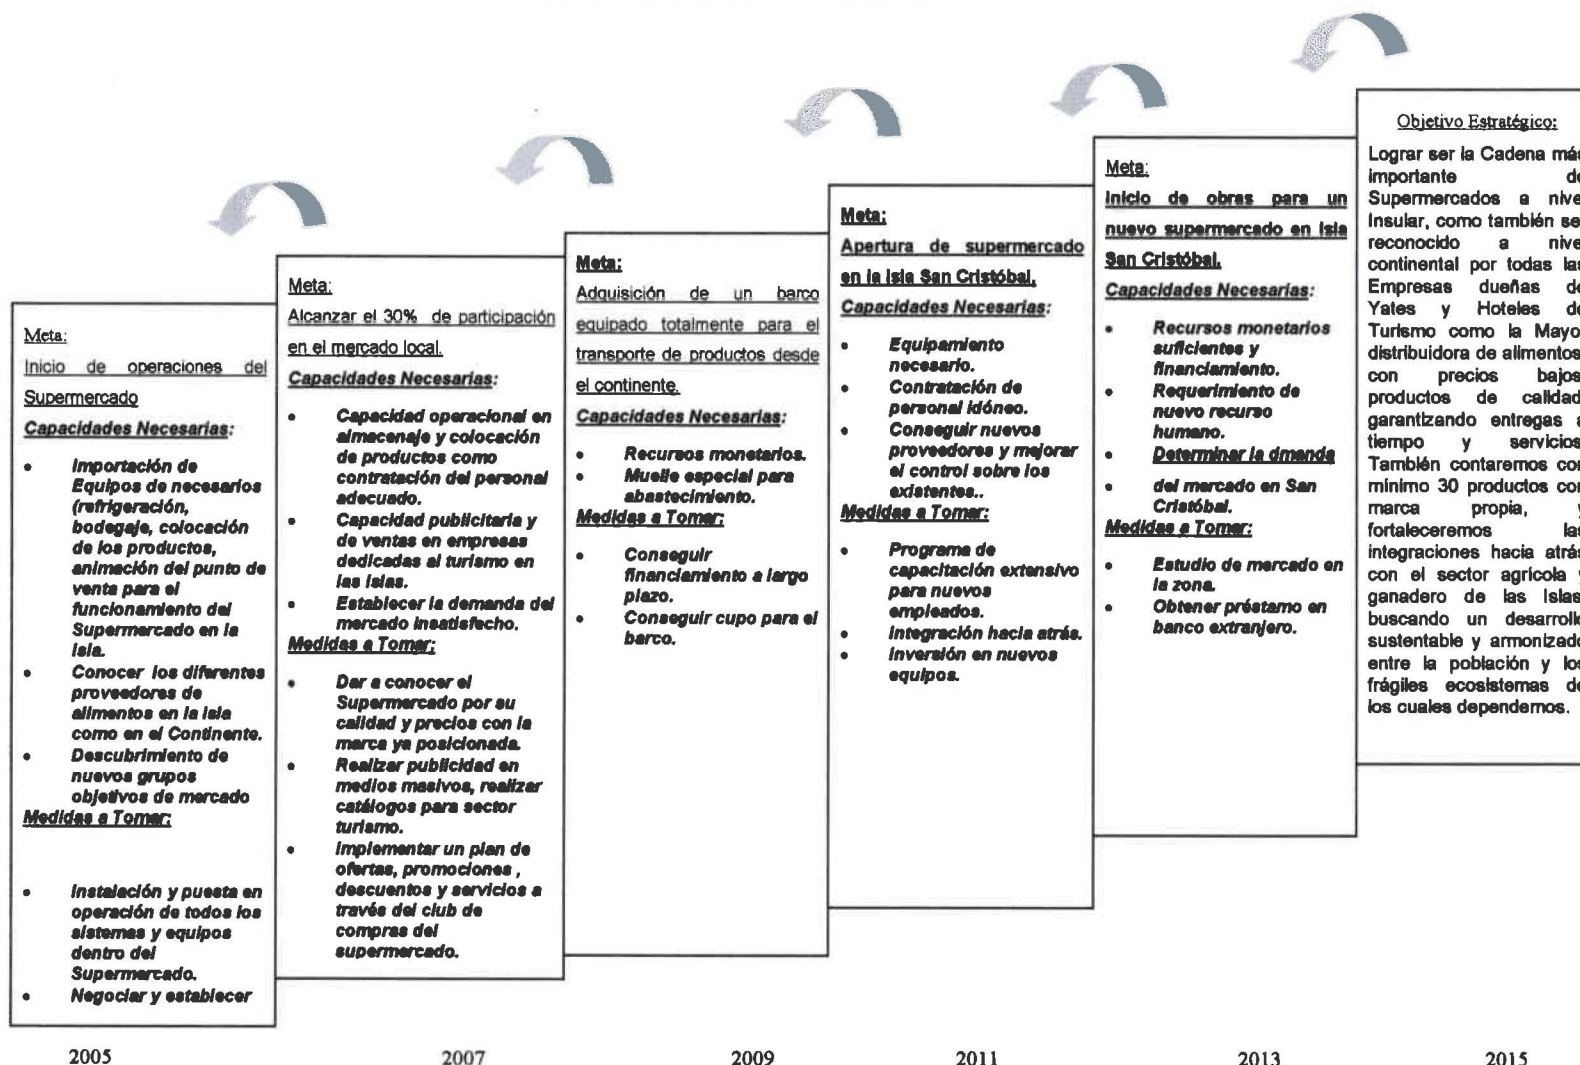 Meta:
Inicio de operaciones del
Supermercado
Capacidades Necesarias:
• Importación de
Equipos de necesarios
(refrigeración,
bodegaje, colocación
de los productos,
animación del punto de
venta para el
funcionamiento del
Supermercado en la
Isla.
• Conocer los diferentes
proveedores de
alimentos en la isla
como en el Continente.
• Descubrimiento de
nuevos grupos
objetivos de mercado
Medidas a Tomar:
• Instalación y puesta en
operación de todos los
sistemas y equipos
dentro del
Supermercado.
• Negociar y establecer
2005
Meta:
Alcanzar el 30% de participación
en el mercado local.
Capacidades Necesarias:
• Capacidad operacional en
almacenaje y colocación
de productos como
contratación del personal
adecuado.
• Capacidad publicitaria y
de ventas en empresas
dedicadas al turismo en
las Islas.
• Establecer la demanda del
mercado insatisfecho.
Medidas a Tomar:
• Dar a conocer el
Supermercado por su
calidad y precios con la
marca ya posicionada.
• Realizar publicidad en
medios masivos, realizar
catálogos para sector
turismo.
• Implementar un plan de
ofertas, promociones ,
descuentos y servicios a
través del club de
compras del
supermercado.
2007
Meta:
Adquisición de un barco
equipado totalmente para el
transporte de productos desde
el continente.
Capacidades Necesarias:
• Recursos monetarios.
• Muelle especial para
abastecimiento.
Medidas a Tomar:
• Conseguir
financiamiento a largo
plazo.
• Conseguir cupo para el
barco.
2009
Meta:
Apertura de supermercado
en la Isla San Cristóbal.
Capacidades Necesarias:
• Equipamiento
necesario.
• Contratación de
personal idóneo.
• Conseguir nuevos
proveedores y mejorar
el control sobre los
existentes..
Medidas a Tomar:
• Programa de
capacitación extensivo
para nuevos
empleados.
• Integración hacia atrás.
• Inversión en nuevos
equipos.
2011
Meta:
Inicio de obras para un
nuevo supermercado en Isla
San Cristóbal.
Capacidades Necesarias:
• Recursos monetarios
suficientes y
financiamiento.
• Requerimiento de
nuevo recurso
humano.
• Determinar la dmanda
• del mercado en San
Cristóbal.
Medidas a Tomar:
• Estudio de mercado en
la zona.
• Obtener préstamo en
banco extranjero.
2013
Objetivo Estratégico:
Lograr ser la Cadena más
importante de
Supermercados a nivel
Insular, como también ser
reconocido a nivel
continental por todas las
Empresas dueñas de
Yates y Hoteles de
Turismo como la Mayor
distribuidora de alimentos
con precios bajos,
productos de calidad,
garantizando entregas a
tiempo y servicios.
También contaremos con
mínimo 30 productos con
marca propia, y
fortaleceremos las
integraciones hacia atrás
con el sector agrícola y
ganadero de las Islas,
buscando un desarrollo
sustentable y armonizado
entre la población y los
frágiles ecosistemas de
los cuales dependemos.
2015